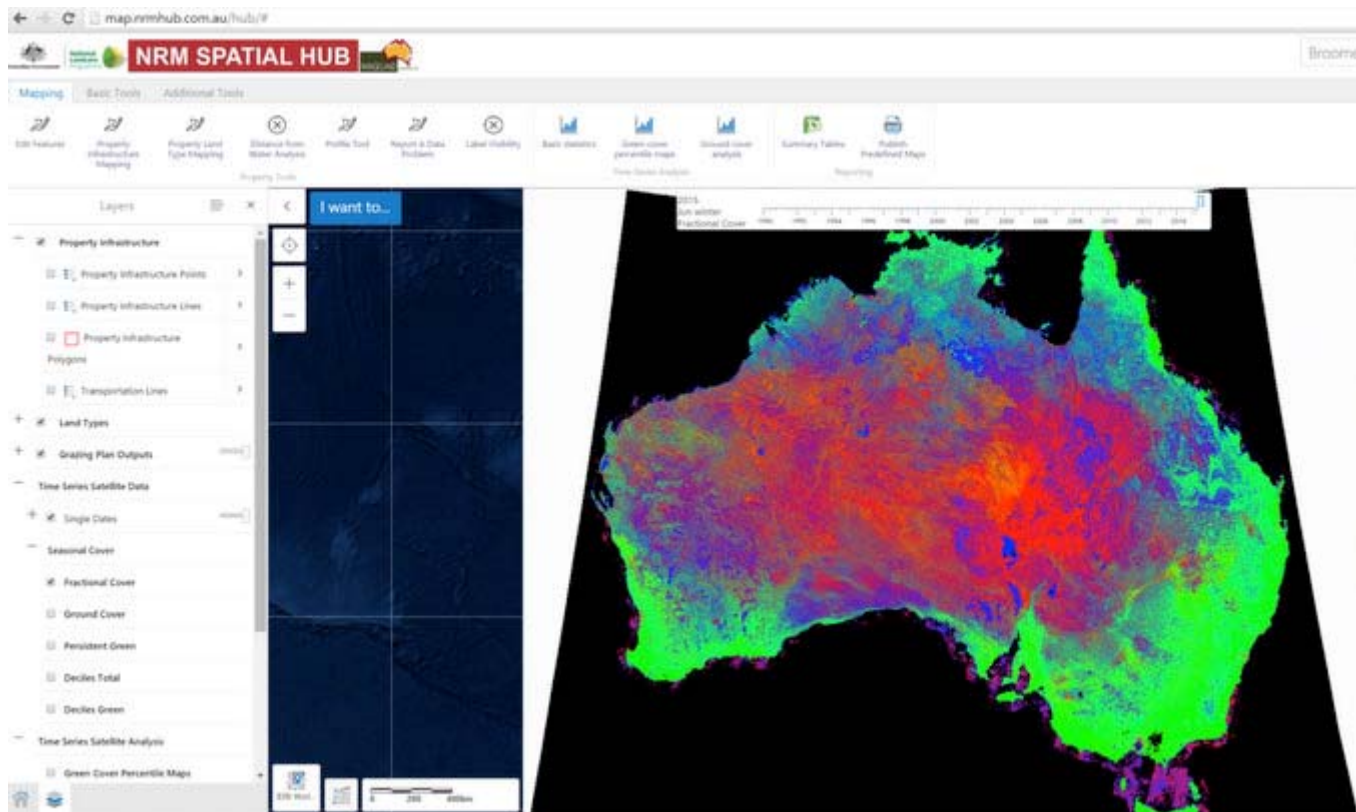 map.nrmhub.com.au/hub/#
NRM SPATIAL HUB
Broome
Mapping Basic Tools Additional Tools
Edit Features
Property Infrastructure Mapping
Property Land Type Mapping
Distance from Water Analysis
Profile Tool
Report A Data Problem
Label Visibility
Basic statistics
Green cover percentile maps
Ground cover analysis
Summary Tables
Publish Predefined Maps
Property Tools
Time Series Analysis
Reporting
Layers
I want to...
2015
Jun winter
Fractional Cover
Property Infrastructure
Property Infrastructure Points
Property Infrastructure Lines
Property Infrastructure
Polygons
Transportation Lines
Land Types
Grazing Plan Outputs
Time Series Satellite Data
Single Dates
Seasonal Cover
Fractional Cover
Ground Cover
Persistent Green
Deciles Total
Deciles Green
Time Series Satellite Analysis
Green Cover Percentile Maps
0 200 400km